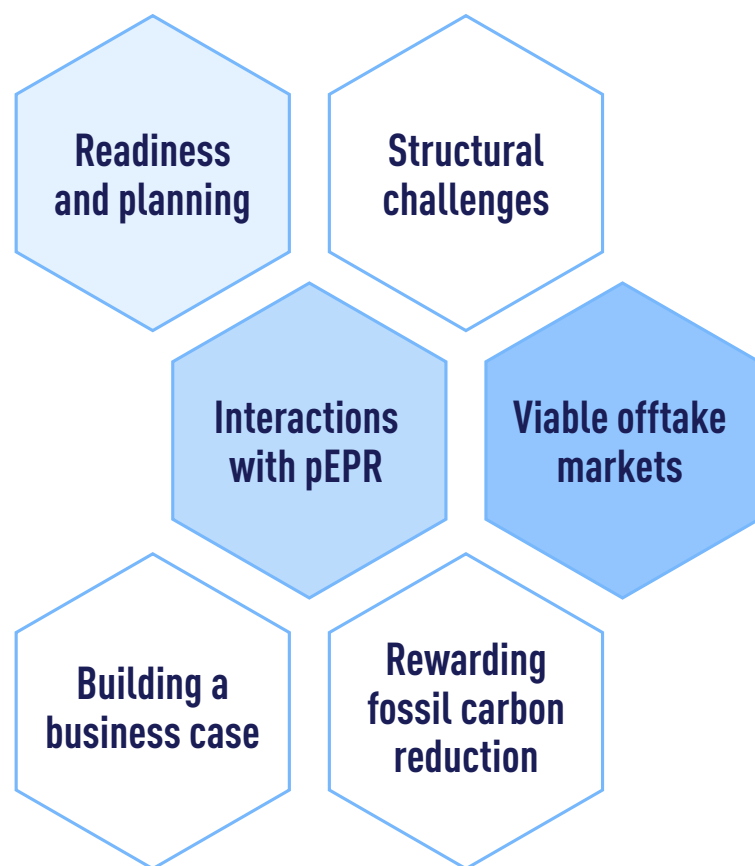 Readiness
and planning
Structural
challenges
Interactions
with pEPR
Viable offtake
markets
Building a
business case
Rewarding
fossil carbon
reduction